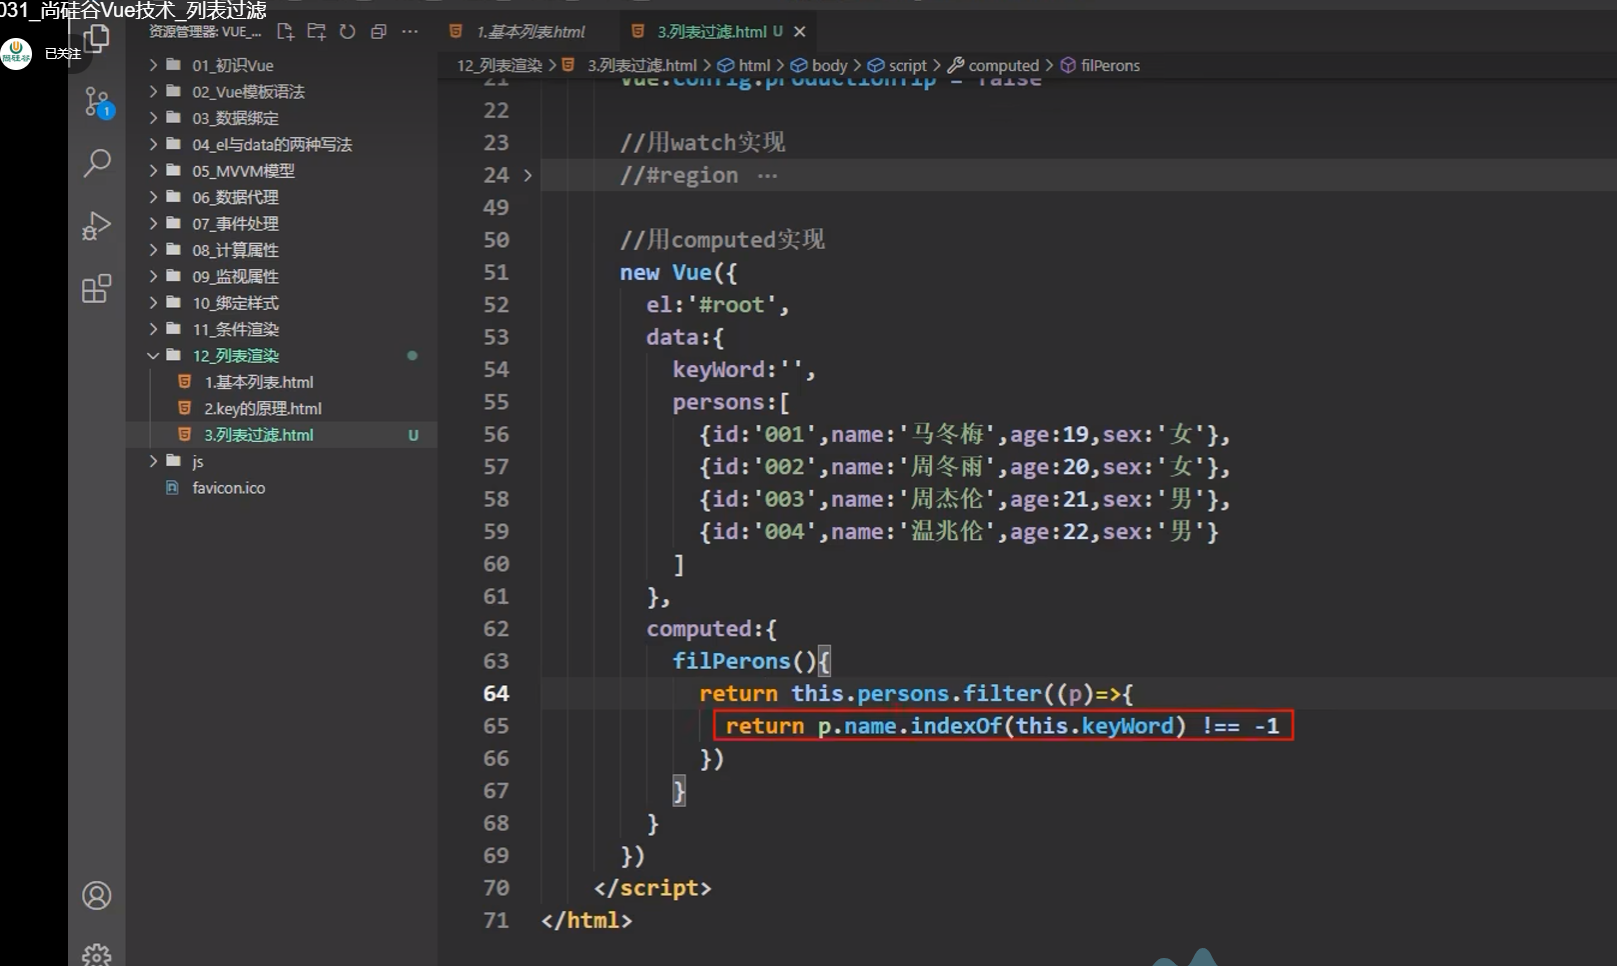 031_尚硅谷Vue技术_列表过滤
已关注
资源管理器: VUE_...
01_初识Vue
02_Vue模板语法
03_数据绑定
04_el与data的两种写法
05_MVVM模型
06_数据代理
07_事件处理
08_计算属性
09_监视属性
10_绑定样式
11_条件渲染
12_列表渲染
1.基本列表.html
2.key的原理.html
3.列表过滤.html U
js
favicon.ico
1
1.基本列表.html 3.列表过滤.html U
12_列表渲染 > 3.列表过滤.html > html > body > script > computed > filPerons
21 Vue.config.productionTip = false
22
23 //用watch实现
24 //#region ...
49
50 //用computed实现
51 new Vue({
52 el:'#root',
53 data:{
54 keyWord:'',
55 persons:[
56 {id:'001',name:'马冬梅',age:19,sex:'女'},
57 {id:'002',name:'周冬雨',age:20,sex:'女'},
58 {id:'003',name:'周杰伦',age:21,sex:'男'},
59 {id:'004',name:'温兆伦',age:22,sex:'男'}
60 ]
61 },
62 computed:{
63 filPerons(){
64 return this.persons.filter((p)=>{
65 return p.name.indexOf(this.keyWord) !== -1
66 })
67 }
68 }
69 })
70 </script>
71 </html>